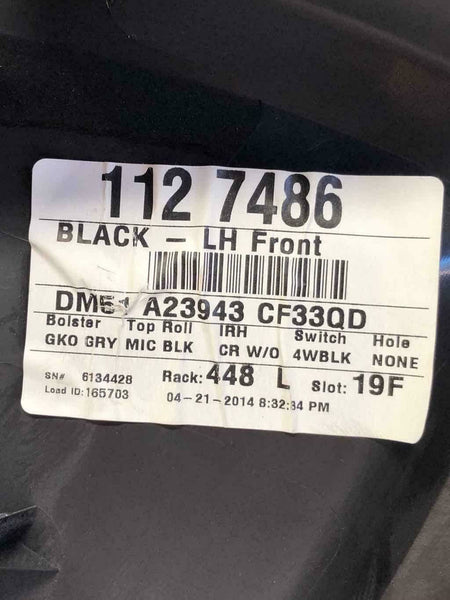 112 7486
BLACK - LH Front
A23943 CF33QD
Bolster Top Roll IRH Switch Hole
GKO GRY MIC BLK CR W/O 4WBLK NONE
SN# 6134428 Rack: 448 L Slot: 19F
Load ID: 165703 04-21-2014 8:32:34 PM